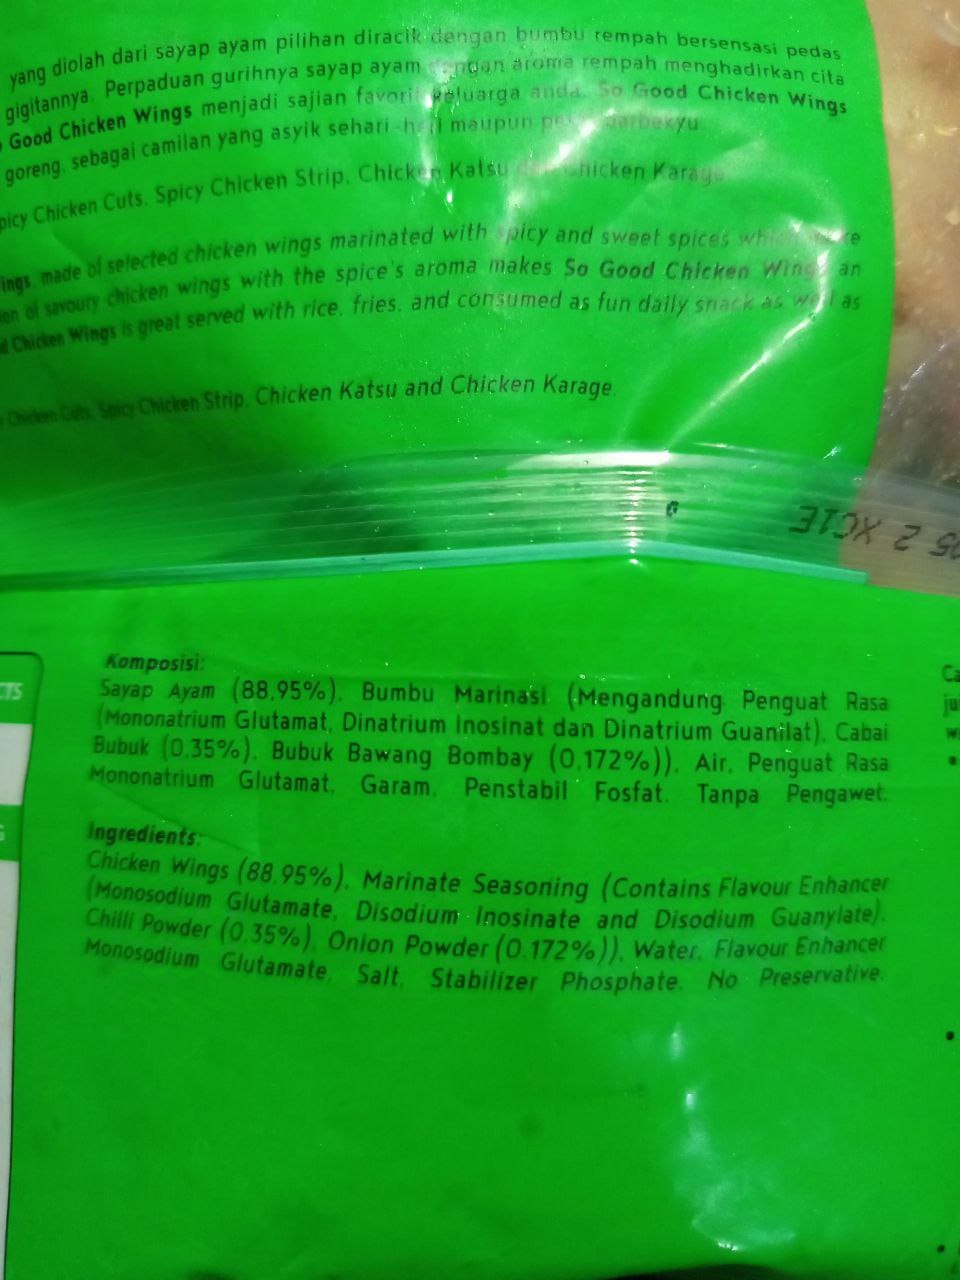 yang diolah dari sayap ayam pilihan diracik dengan bumbu rempah bersensasi pedas
gigitannya. Perpaduan gurihnya sayap ayam dengan aroma rempah menghadirkan cita
Good Chicken Wings menjadi sajian favorit keluarga anda. So Good Chicken Wings
goreng, sebagai camilan yang asyik sehari-hari maupun barbekyu.
Spicy Chicken Cuts, Spicy Chicken Strip, Chicken Katsu Chicken Karage
ings, made of selected chicken wings marinated with spicy and sweet spices
of savoury chicken wings with the spice's aroma makes So Good Chicken Wings an
Chicken Wings is great served with rice, fries, and consumed as fun daily snack as well as
Chicken Cuts, Spicy Chicken Strip, Chicken Katsu and Chicken Karage.
05 2 XC1E
CTS
Komposisi:
Sayap Ayam (88,95%), Bumbu Marinasi (Mengandung Penguat Rasa
(Mononatrium Glutamat, Dinatrium Inosinat dan Dinatrium Guanilat), Cabai
Bubuk (0,35%), Bubuk Bawang Bombay (0,172%)), Air, Penguat Rasa
Mononatrium Glutamat, Garam, Penstabil Fosfat. Tanpa Pengawet.
Ingredients:
Chicken Wings (88.95%), Marinate Seasoning (Contains Flavour Enhancer
(Monosodium Glutamate, Disodium Inosinate and Disodium Guanylate),
Chilli Powder (0.35%), Onion Powder (0.172%)), Water, Flavour Enhancer
Monosodium Glutamate, Salt, Stabilizer Phosphate. No Preservative.